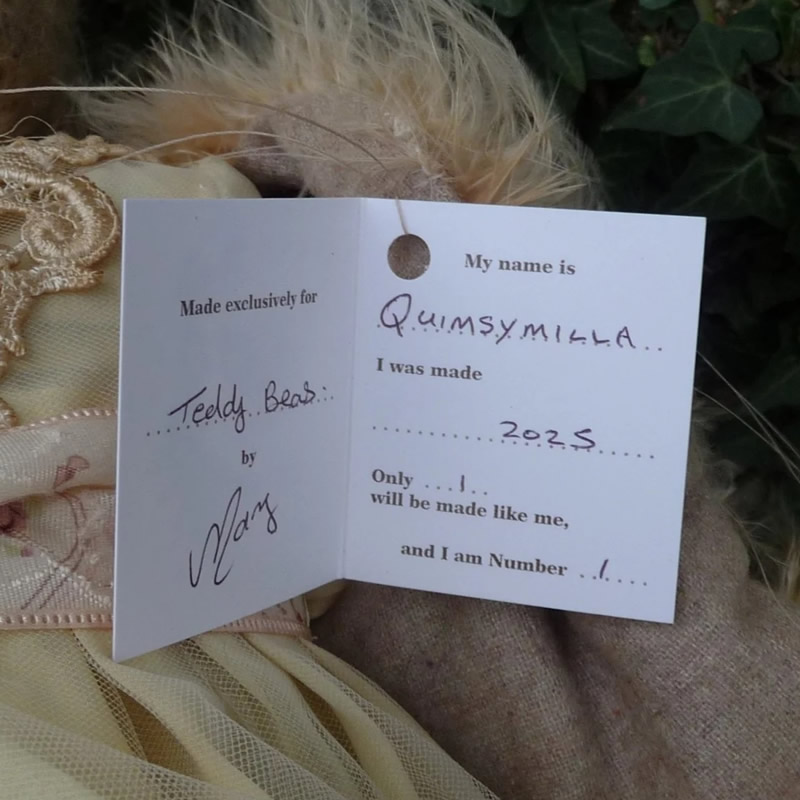 Made exclusively for
Teddy Beas.
by
Mary
My name is
QUIMSYMILLA
I was made
2025
Only 1
will be made like me,
and I am Number 1